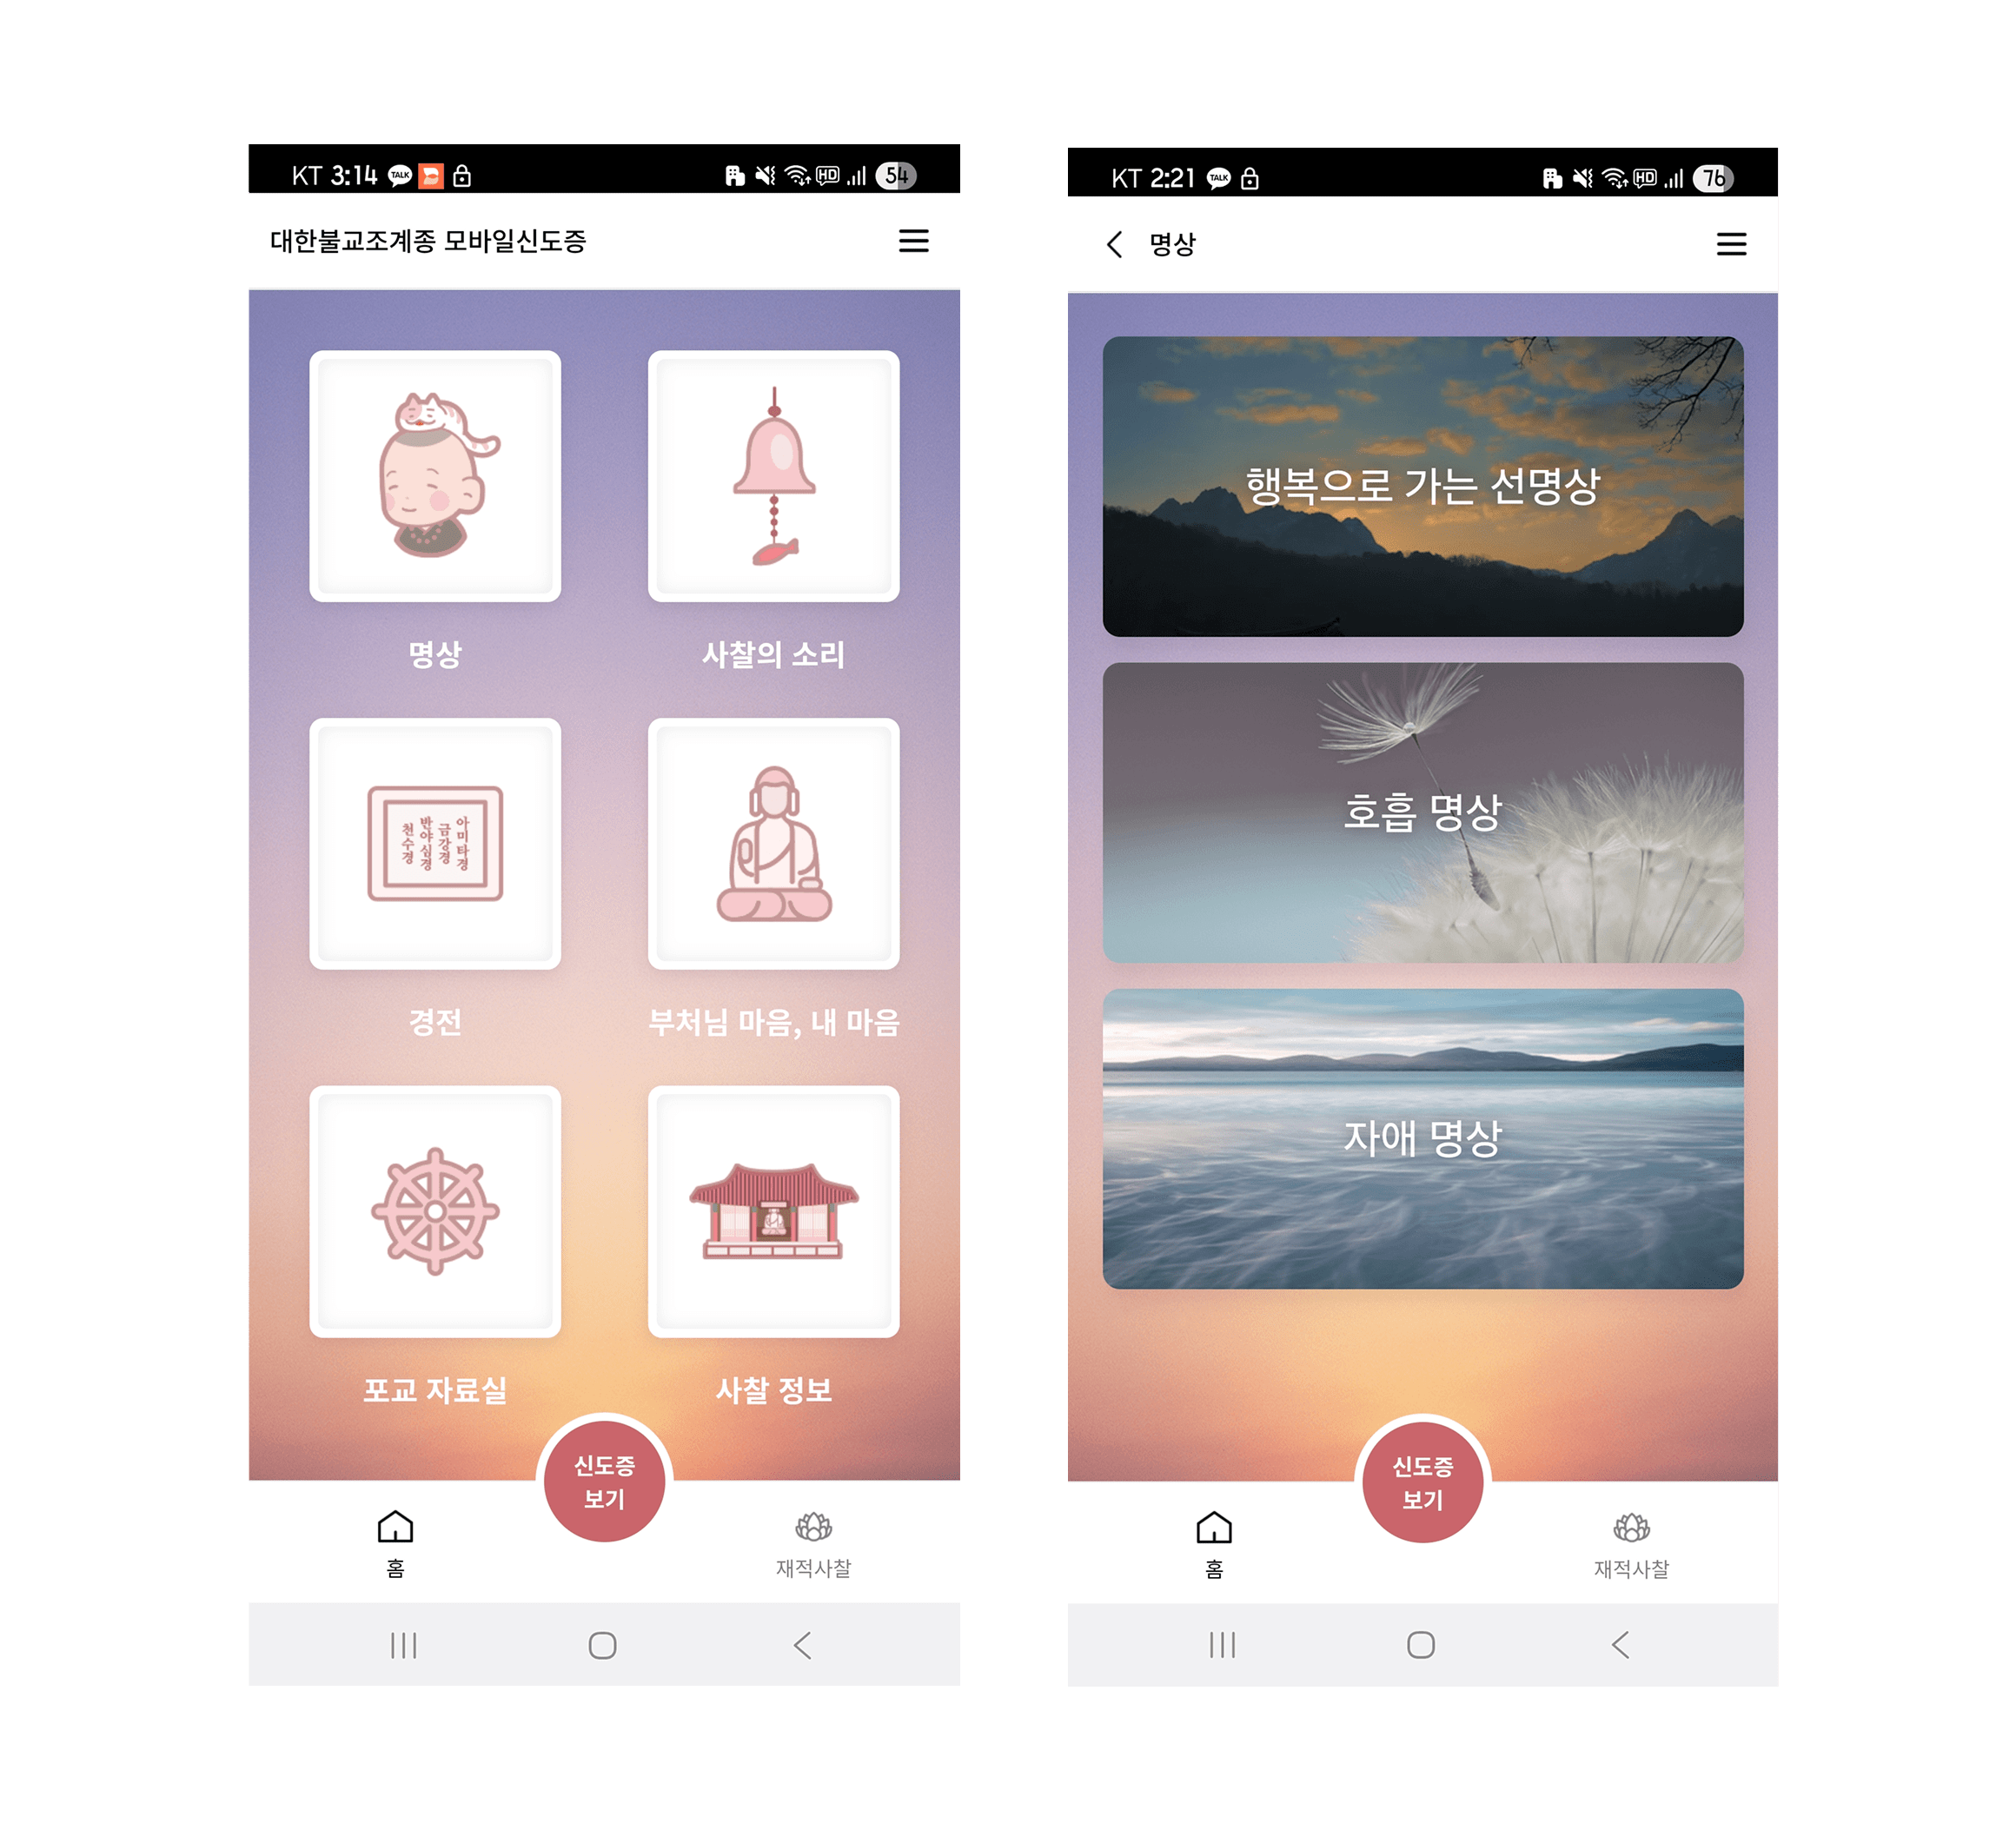 KT 3:14 TALK HD 54
대한불교조계종 모바일신도증
명상
사찰의 소리
아미타경
금강경
반야심경
천수경
경전
부처님 마음, 내 마음
포교 자료실
사찰 정보
신도증
보기
홈
재적사찰
KT 2:21 TALK HD 76
명상
행복으로 가는 선명상
호흡 명상
자애 명상
신도증
보기
홈
재적사찰